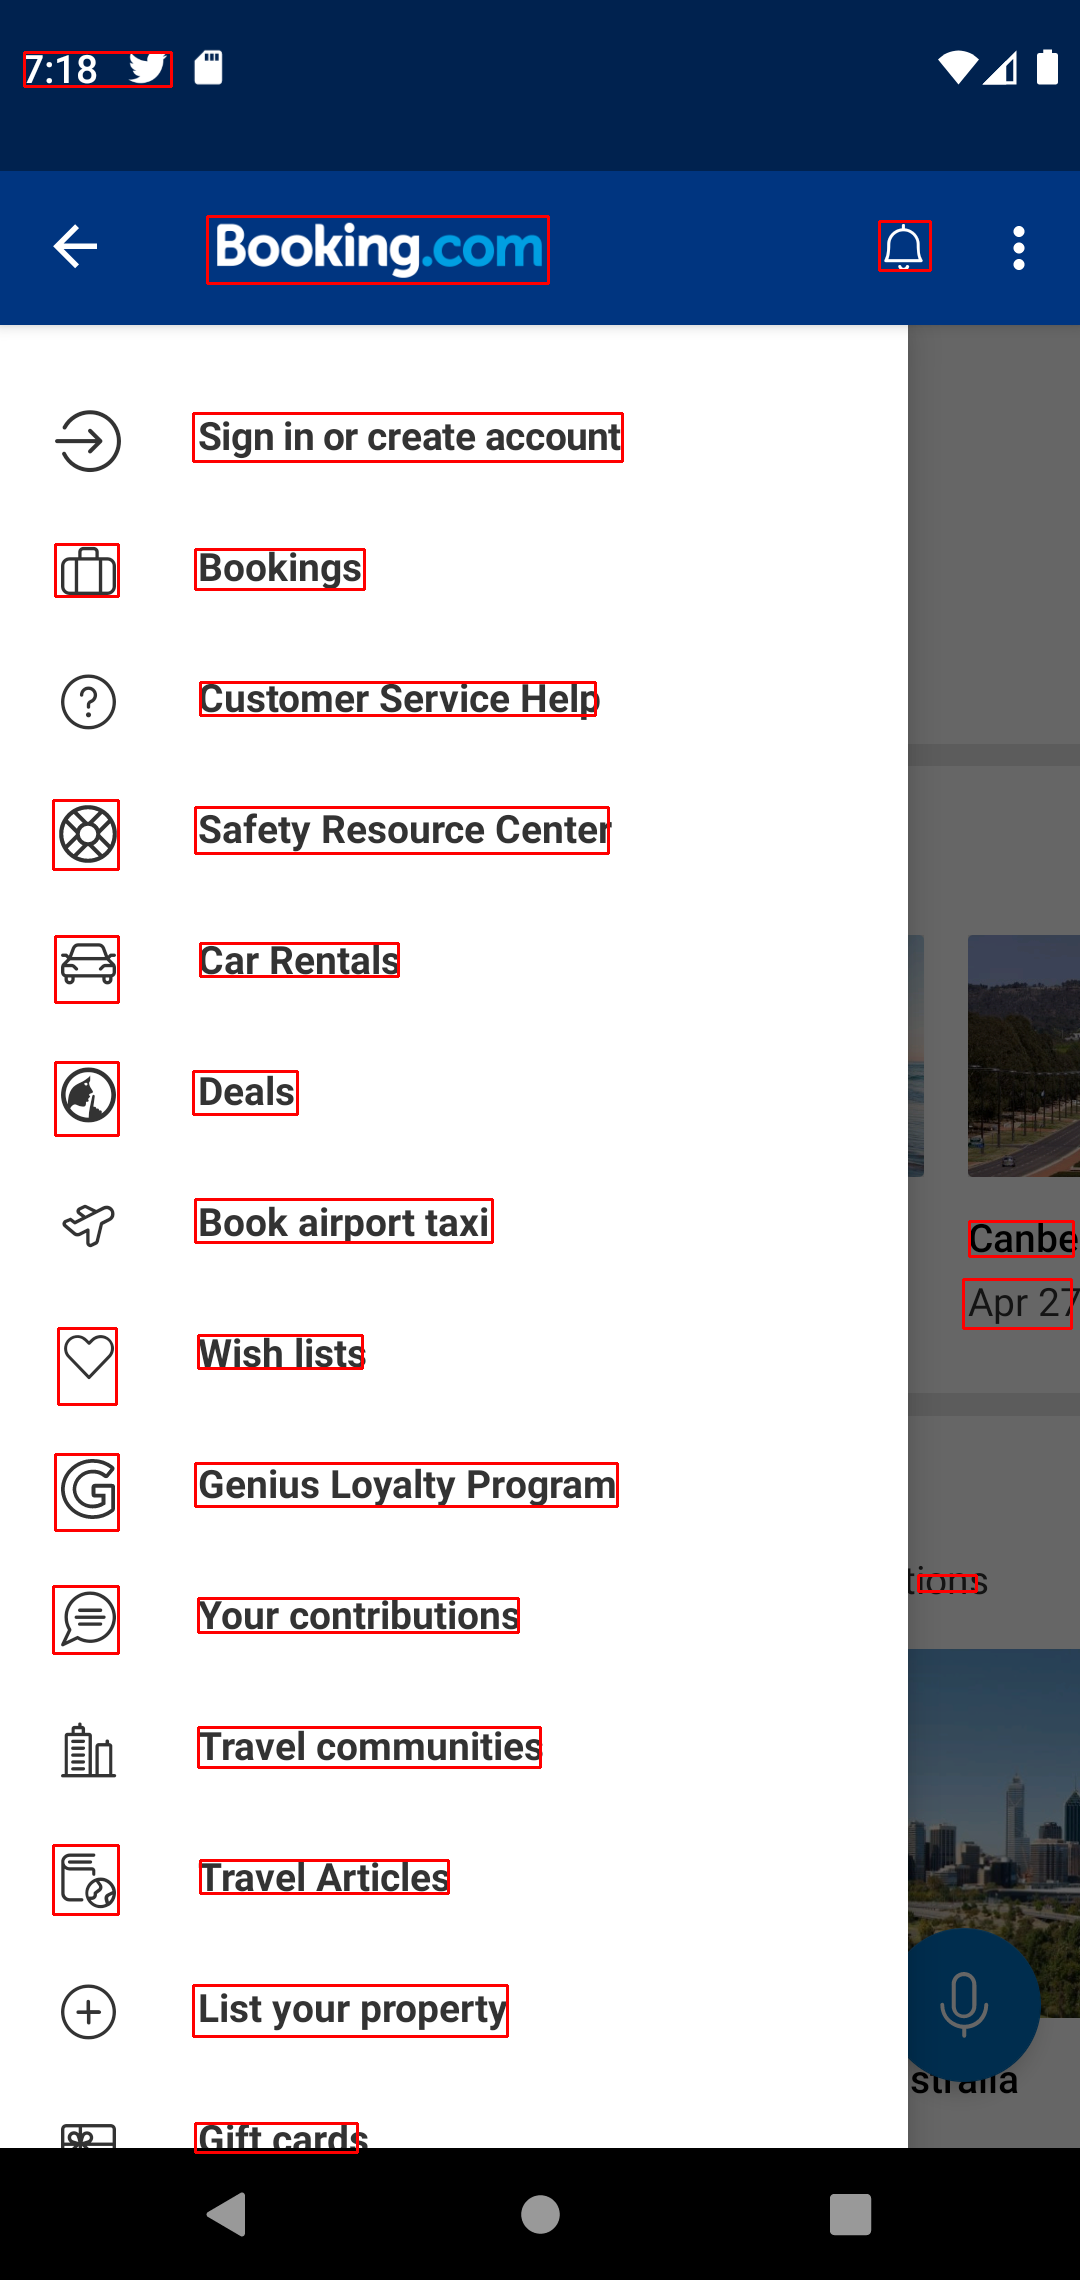 7:18
Booking.com
Sign in or create account
Bookings
Customer Service Help
Safety Resource Center
Car Rentals
Deals
Book airport taxi
Canbe
Apr 27
Wish lists
Genius Loyalty Program
tions
Your contributions
Travel communities
Travel Articles
List your property
stralia
Gift cards